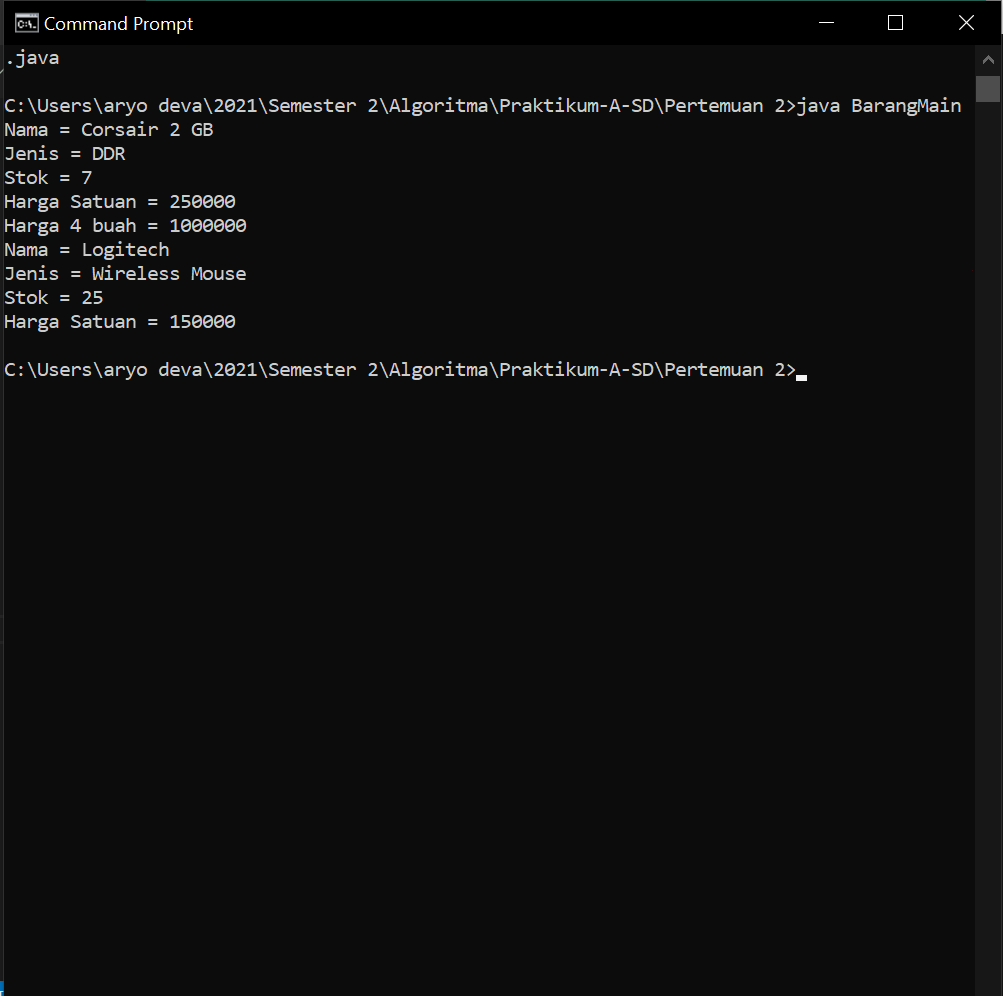 Command Prompt
.java
C:\Users\aryo deva\2021\Semester 2\Algoritma\Praktikum-A-SD\Pertemuan 2>java BarangMain
Nama = Corsair 2 GB
Jenis = DDR
Stok = 7
Harga Satuan = 250000
Harga 4 buah = 1000000
Nama = Logitech
Jenis = Wireless Mouse
Stok = 25
Harga Satuan = 150000
C:\Users\aryo deva\2021\Semester 2\Algoritma\Praktikum-A-SD\Pertemuan 2>